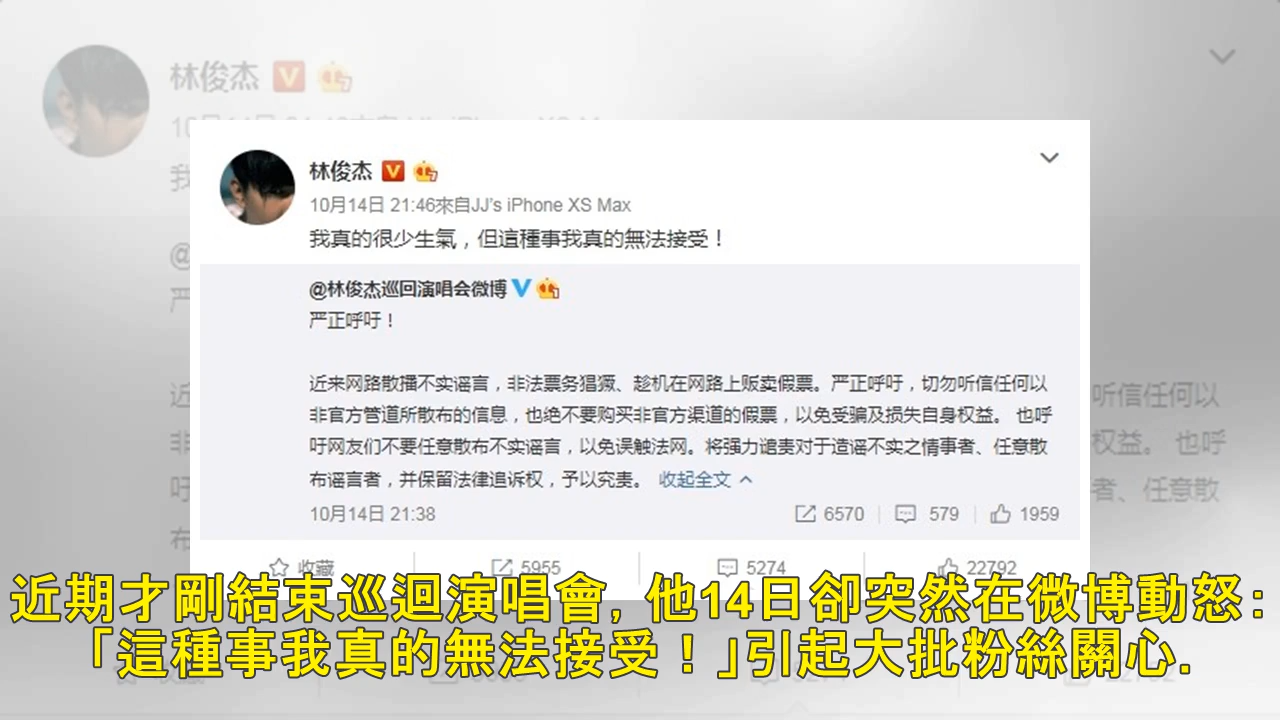 林俊杰
10月14日 21:46來自JJ's iPhone XS Max
我真的很少生氣，但這種事我真的無法接受！
@林俊杰巡回演唱会微博
严正呼吁！
近来网路散播不实谣言，非法票务猖獗、趁机在网路上贩卖假票。严正呼吁，切勿听信任何以
非官方管道所散布的信息，也绝不要购买非官方渠道的假票，以免受骗及损失自身权益。 也呼
吁网友们不要任意散布不实谣言，以免误触法网。将强力谴责对于造谣不实之情事者、任意散
布谣言者，并保留法律追诉权，予以究责。 收起全文
10月14日 21:38 6570 579 1959
收藏 5955 5274 22792
近期才剛結束巡迴演唱會, 他14日卻突然在微博動怒:
「這種事我真的無法接受！」引起大批粉絲關心.